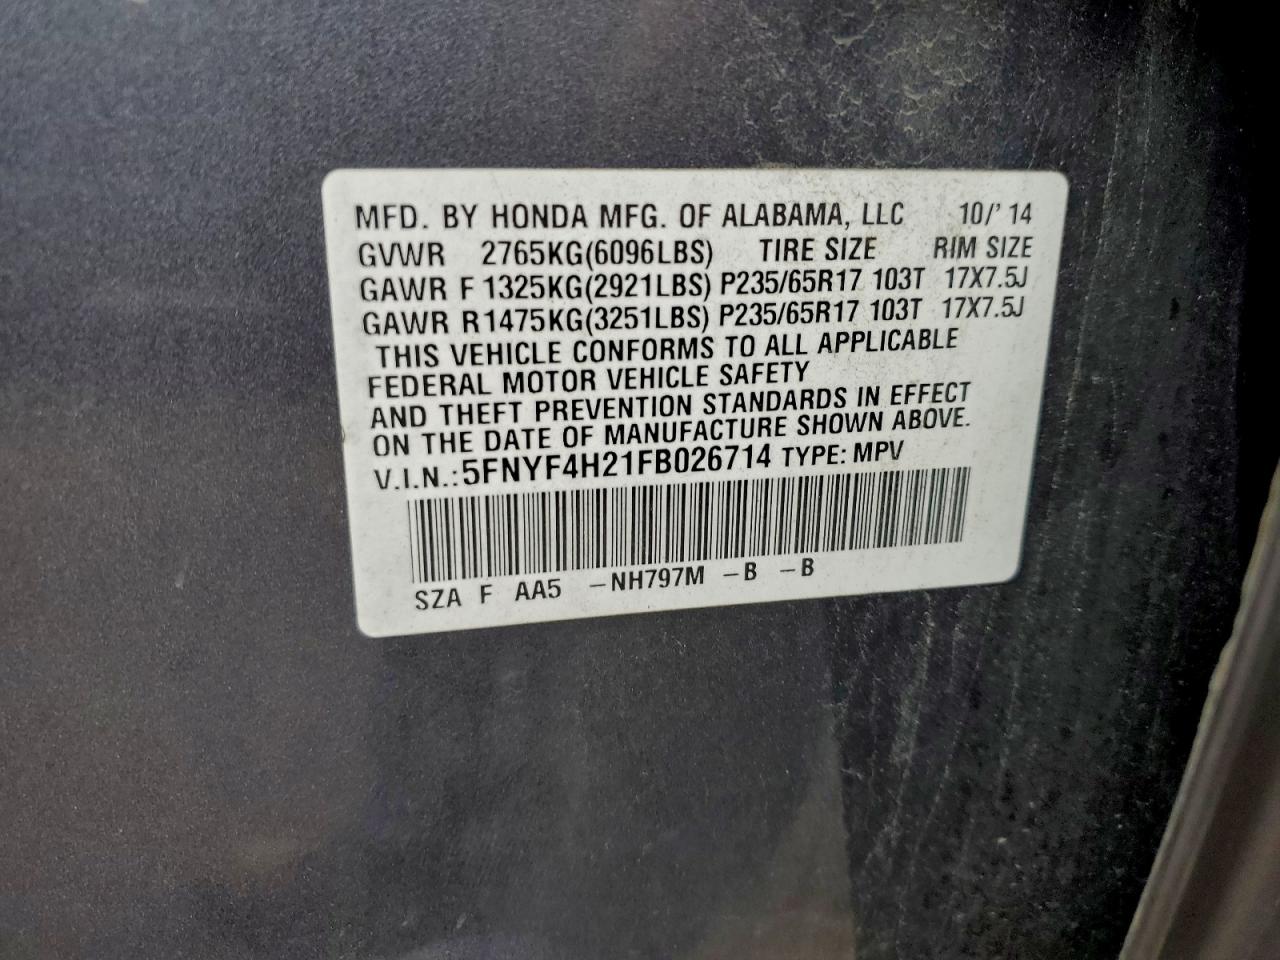 MFD. BY HONDA MFG. OF ALABAMA, LLC 10/'14
GVWR 2765KG(6096LBS) TIRE SIZE RIM SIZE
GAWR F 1325KG(2921LBS) P235/65R17 103T 17X7.5J
GAWR R1475KG(3251LBS) P235/65R17 103T 17X7.5J
THIS VEHICLE CONFORMS TO ALL APPLICABLE
FEDERAL MOTOR VEHICLE SAFETY
AND THEFT PREVENTION STANDARDS IN EFFECT
ON THE DATE OF MANUFACTURE SHOWN ABOVE.
V.I.N.:5FNYF4H21FB026714 TYPE: MPV
SZA F AA5 -NH797M -B -B